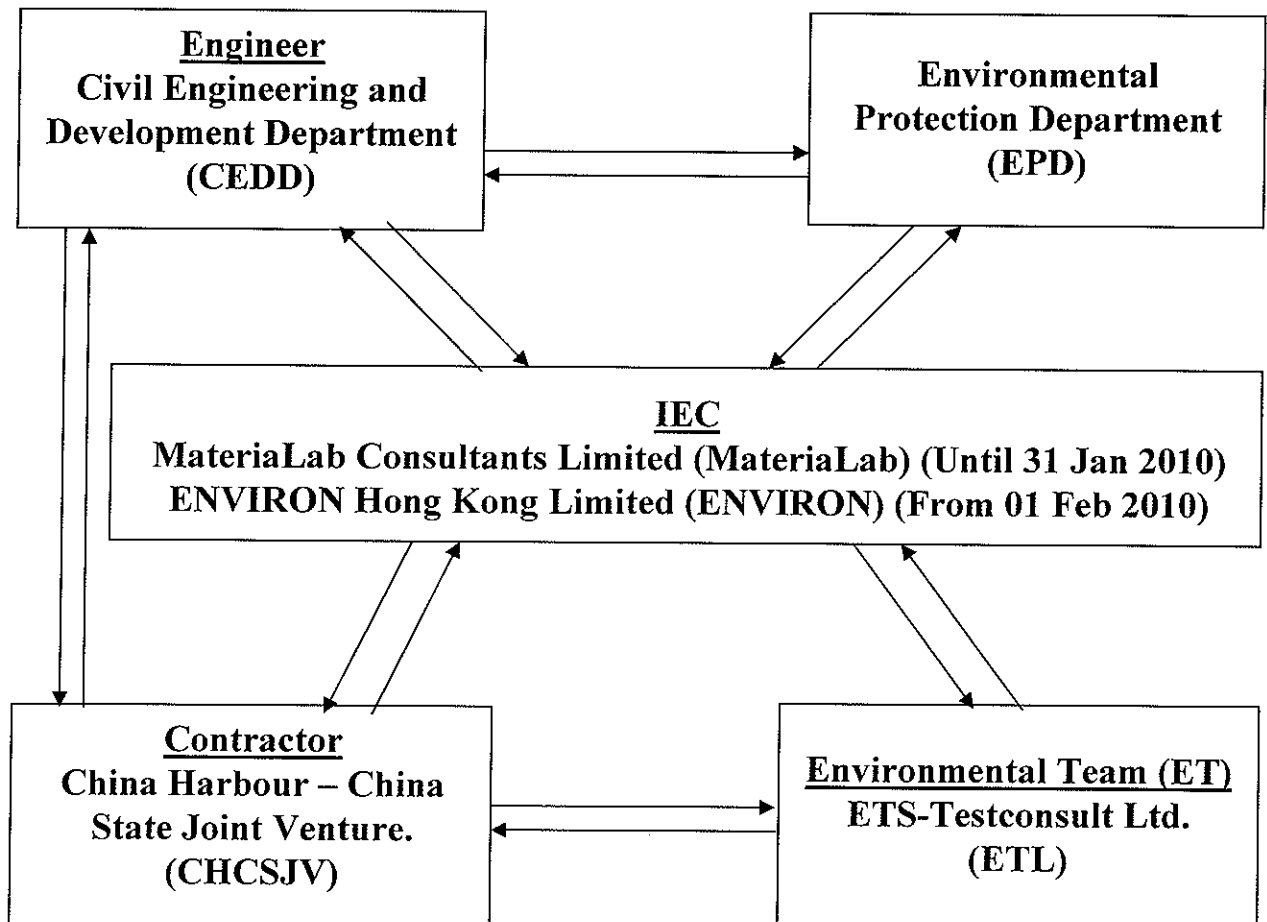 Engineer
Civil Engineering and
Development Department
(CEDD)
Environmental
Protection Department
(EPD)
IEC
MateriaLab Consultants Limited (MateriaLab) (Until 31 Jan 2010)
ENVIRON Hong Kong Limited (ENVIRON) (From 01 Feb 2010)
Contractor
China Harbour – China
State Joint Venture.
(CHCSJV)
Environmental Team (ET)
ETS-Testconsult Ltd.
(ETL)